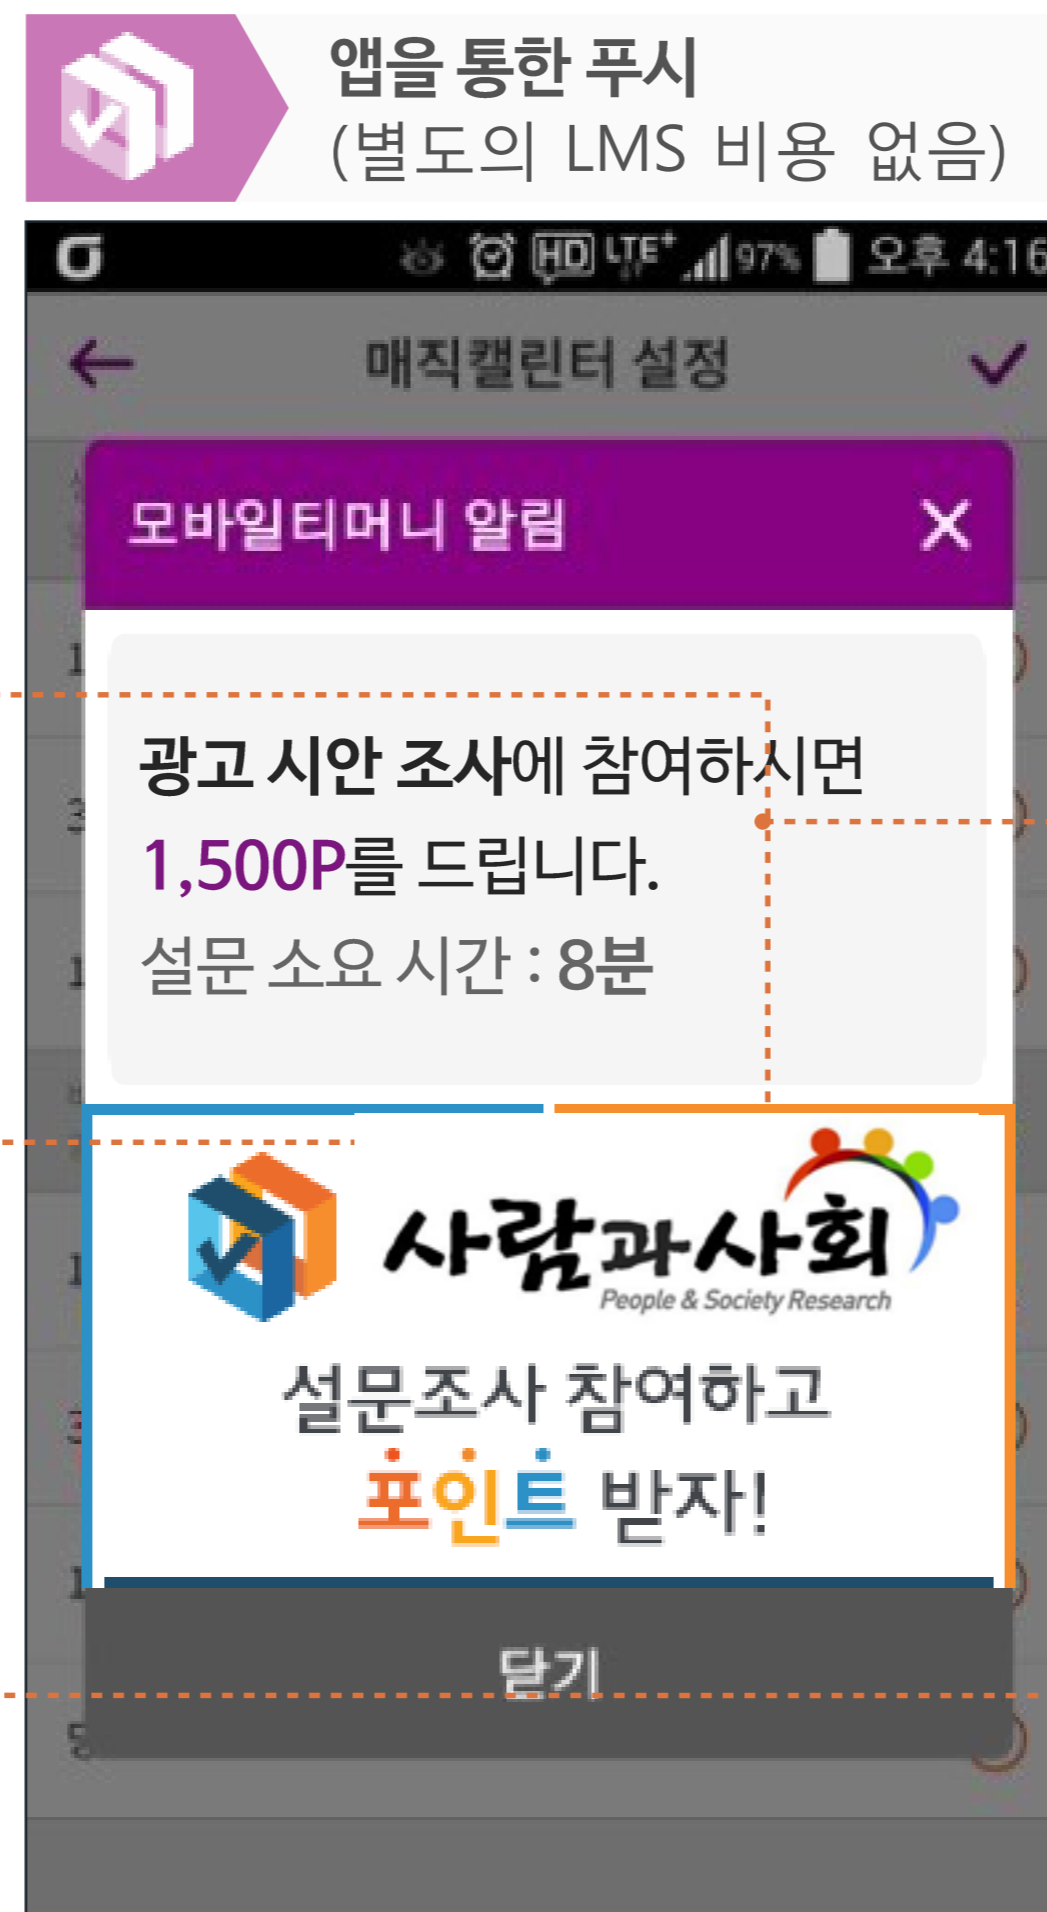 앱을 통한 푸시
(별도의 LMS 비용 없음)
HD LTE+ 97% 오후 4:16
매직캘린터 설정
모바일티머니 알림
광고 시안 조사에 참여하시면
1,500P를 드립니다.
설문 소요 시간 : 8분
사람과사회
People & Society Research
설문조사 참여하고
포인트 받자!
닫기